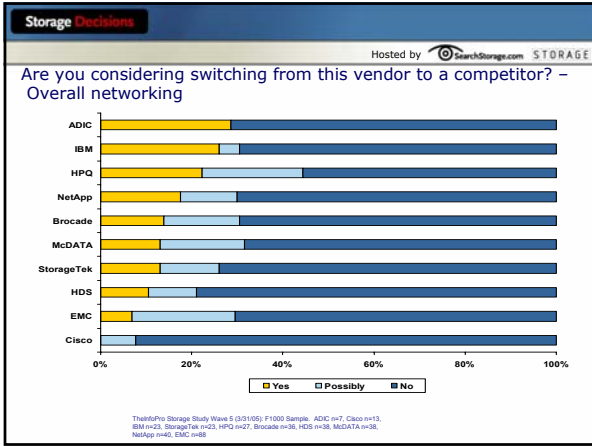 Storage Decisions
Hosted by SearchStorage.com STORAGE
Are you considering switching from this vendor to a competitor? –
Overall networking
ADIC
IBM
HPQ
NetApp
Brocade
McDATA
StorageTek
HDS
EMC
Cisco
0% 20% 40% 60% 80% 100%
Yes Possibly No
TheInfoPro Storage Study Wave 5 (3/31/05): F1000 Sample. ADIC n=7, Cisco n=13,
IBM n=23, StorageTek n=23, HPQ n=27, Brocade n=36, HDS n=38, McDATA n=38,
NetApp n=40, EMC n=88